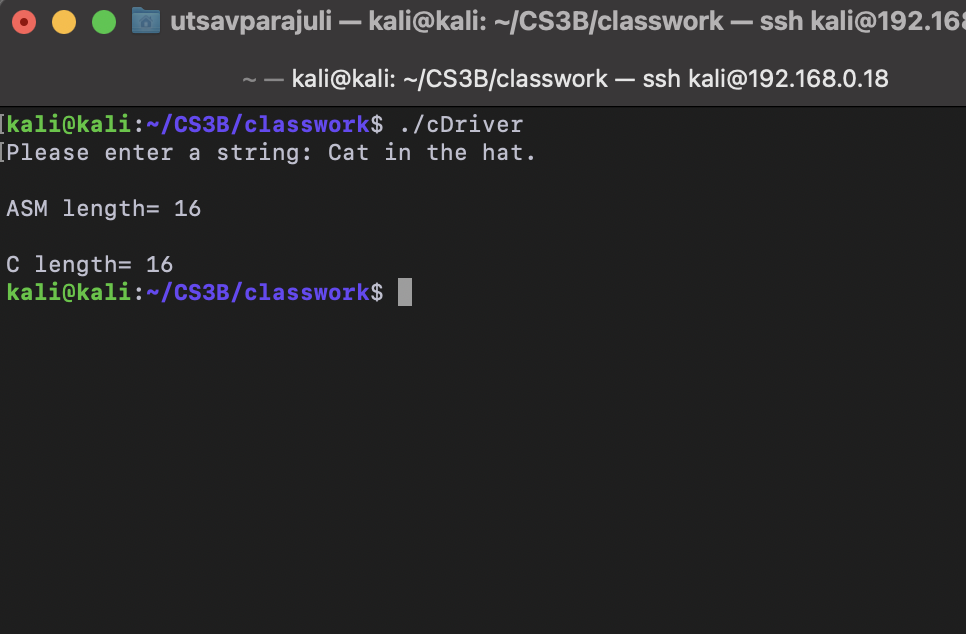 utsavparajuli — kali@kali: ~/CS3B/classwork — ssh kali@192.168
~ — kali@kali: ~/CS3B/classwork — ssh kali@192.168.0.18
[kali@kali:~/CS3B/classwork$ ./cDriver
[Please enter a string: Cat in the hat.
ASM length= 16
C length= 16
kali@kali:~/CS3B/classwork$